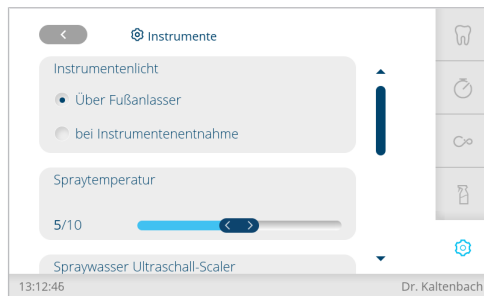 Instrumente
Instrumentenlicht
Über Fußanlasser
bei Instrumentenentnahme
Spraytemperatur
5/10
Spraywasser Ultraschall-Scaler
13:12:46
Dr. Kaltenbach